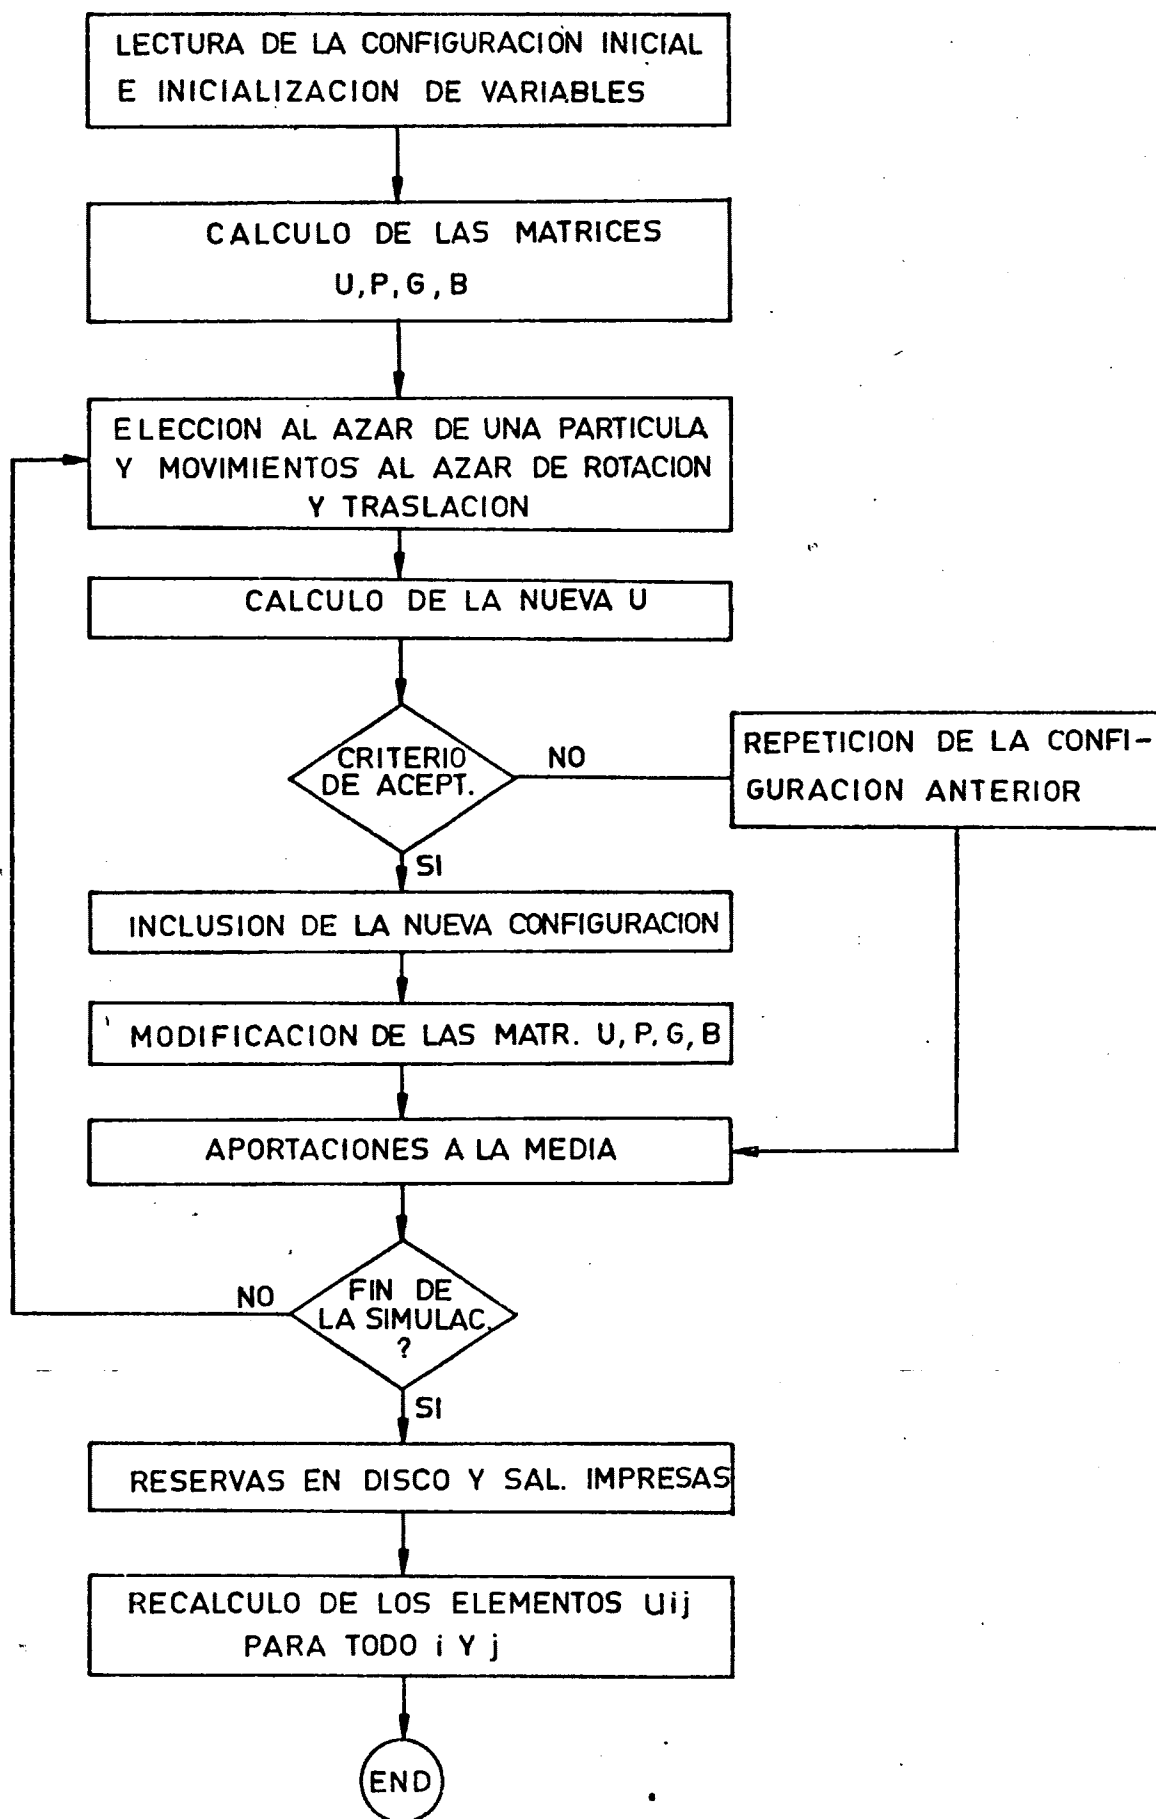 LECTURA DE LA CONFIGURACION INICIAL
E INICIALIZACION DE VARIABLES
CALCULO DE LAS MATRICES
U, P, G, B
ELECCION AL AZAR DE UNA PARTICULA
Y MOVIMIENTOS AL AZAR DE ROTACION
Y TRASLACION
CALCULO DE LA NUEVA U
CRITERIO
DE ACEPT.
NO
REPETICION DE LA CONFI-
GURACION ANTERIOR
SI
INCLUSION DE LA NUEVA CONFIGURACION
MODIFICACION DE LAS MATR. U, P, G, B
APORTACIONES A LA MEDIA
NO
FIN DE
LA SIMULAC.
?
SI
RESERVAS EN DISCO Y SAL. IMPRESAS
RECALCULO DE LOS ELEMENTOS Uij
PARA TODO i Y j
END